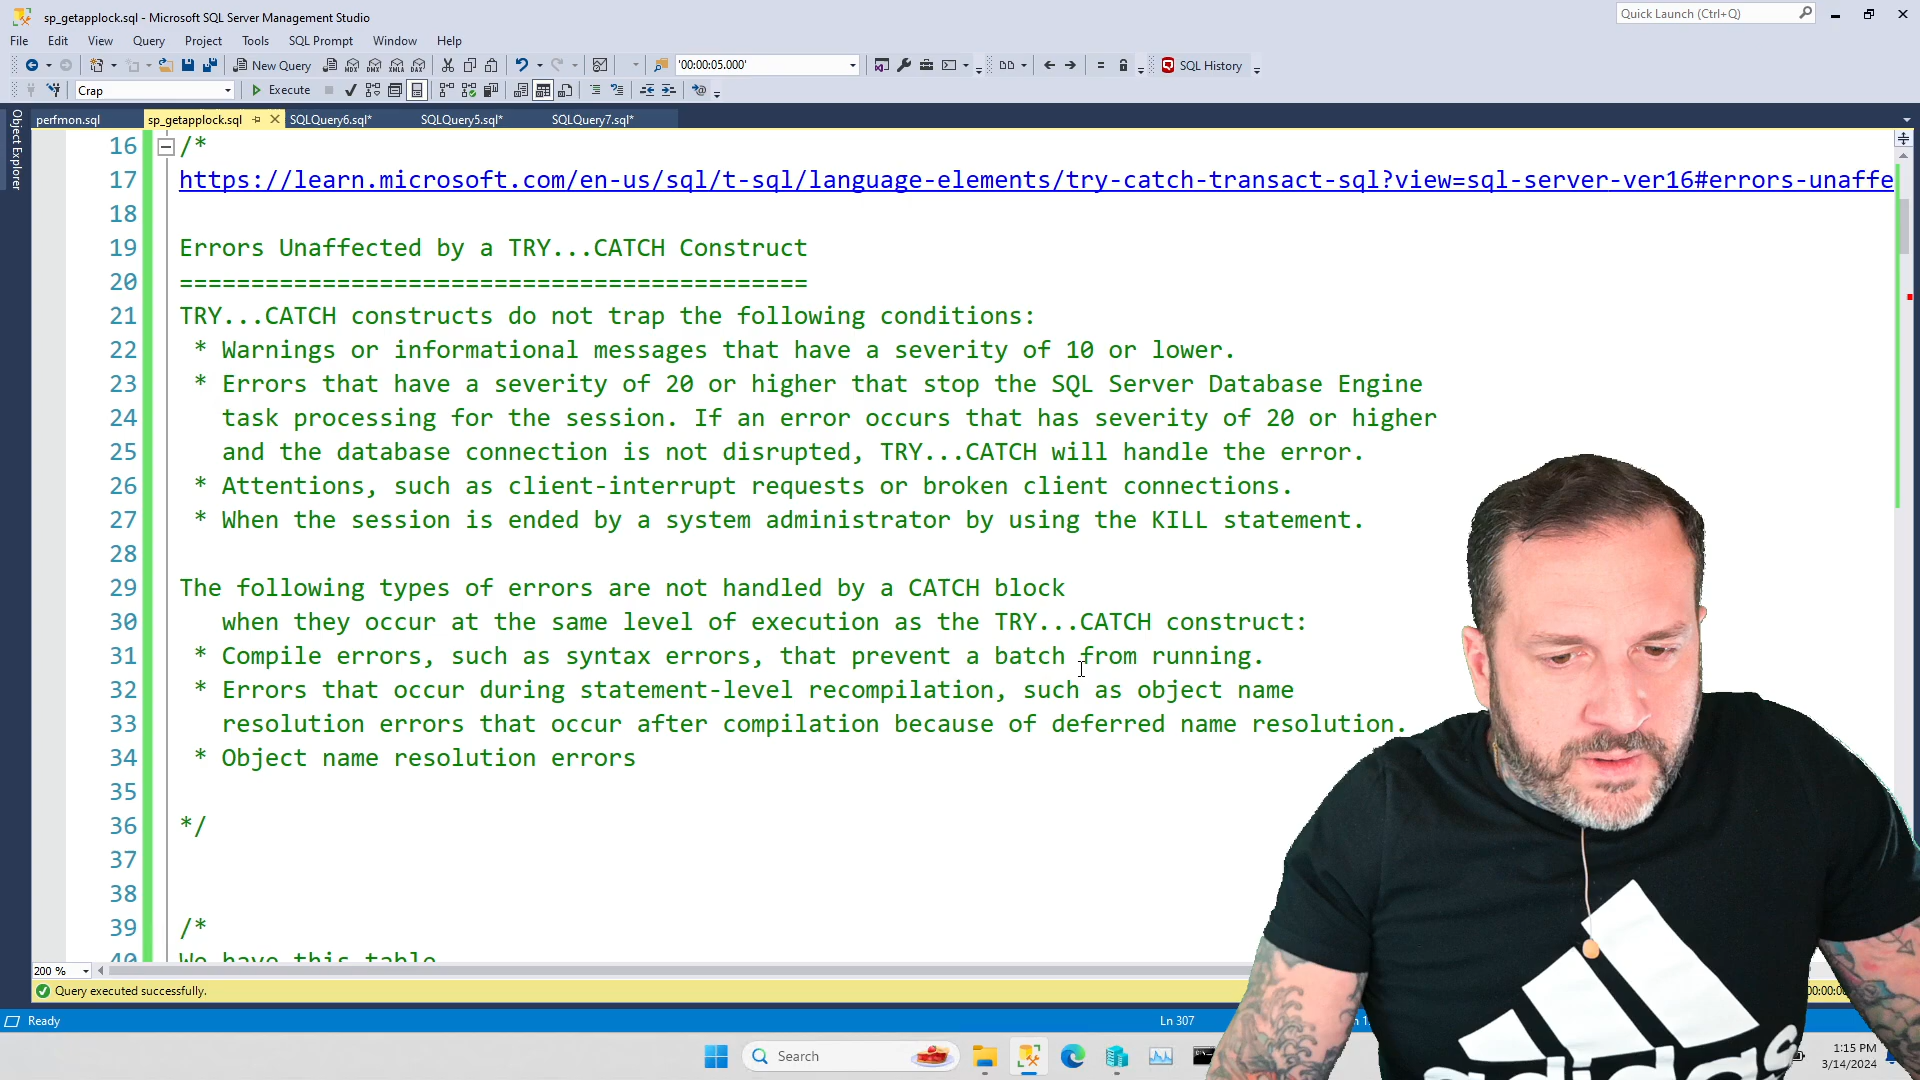 sp_getapplock.sql - Microsoft SQL Server Management Studio
Quick Launch (Ctrl+Q)
File Edit View Query Project Tools SQL Prompt Window Help
New Query
'00:00:05.000'
SQL History
Crap
Execute
perfmon.sql sp_getapplock.sql SQLQuery6.sql* SQLQuery5.sql* SQLQuery7.sql*
Object Explorer
16 /*
17 https://learn.microsoft.com/en-us/sql/t-sql/language-elements/try-catch-transact-sql?view=sql-server-ver16#errors-unaffe
18
19 Errors Unaffected by a TRY...CATCH Construct
20 ============================================
21 TRY...CATCH constructs do not trap the following conditions:
22 * Warnings or informational messages that have a severity of 10 or lower.
23 * Errors that have a severity of 20 or higher that stop the SQL Server Database Engine
24 task processing for the session. If an error occurs that has severity of 20 or higher
25 and the database connection is not disrupted, TRY...CATCH will handle the error.
26 * Attentions, such as client-interrupt requests or broken client connections.
27 * When the session is ended by a system administrator by using the KILL statement.
28
29 The following types of errors are not handled by a CATCH block
30 when they occur at the same level of execution as the TRY...CATCH construct:
31 * Compile errors, such as syntax errors, that prevent a batch from running.
32 * Errors that occur during statement-level recompilation, such as object name
33 resolution errors that occur after compilation because of deferred name resolution.
34 * Object name resolution errors
35
36 */
37
38
39 /*
40 We have this table
200 %
Query executed successfully.
Ready
Ln 307
Search
1:15 PM
3/14/2024
adidas